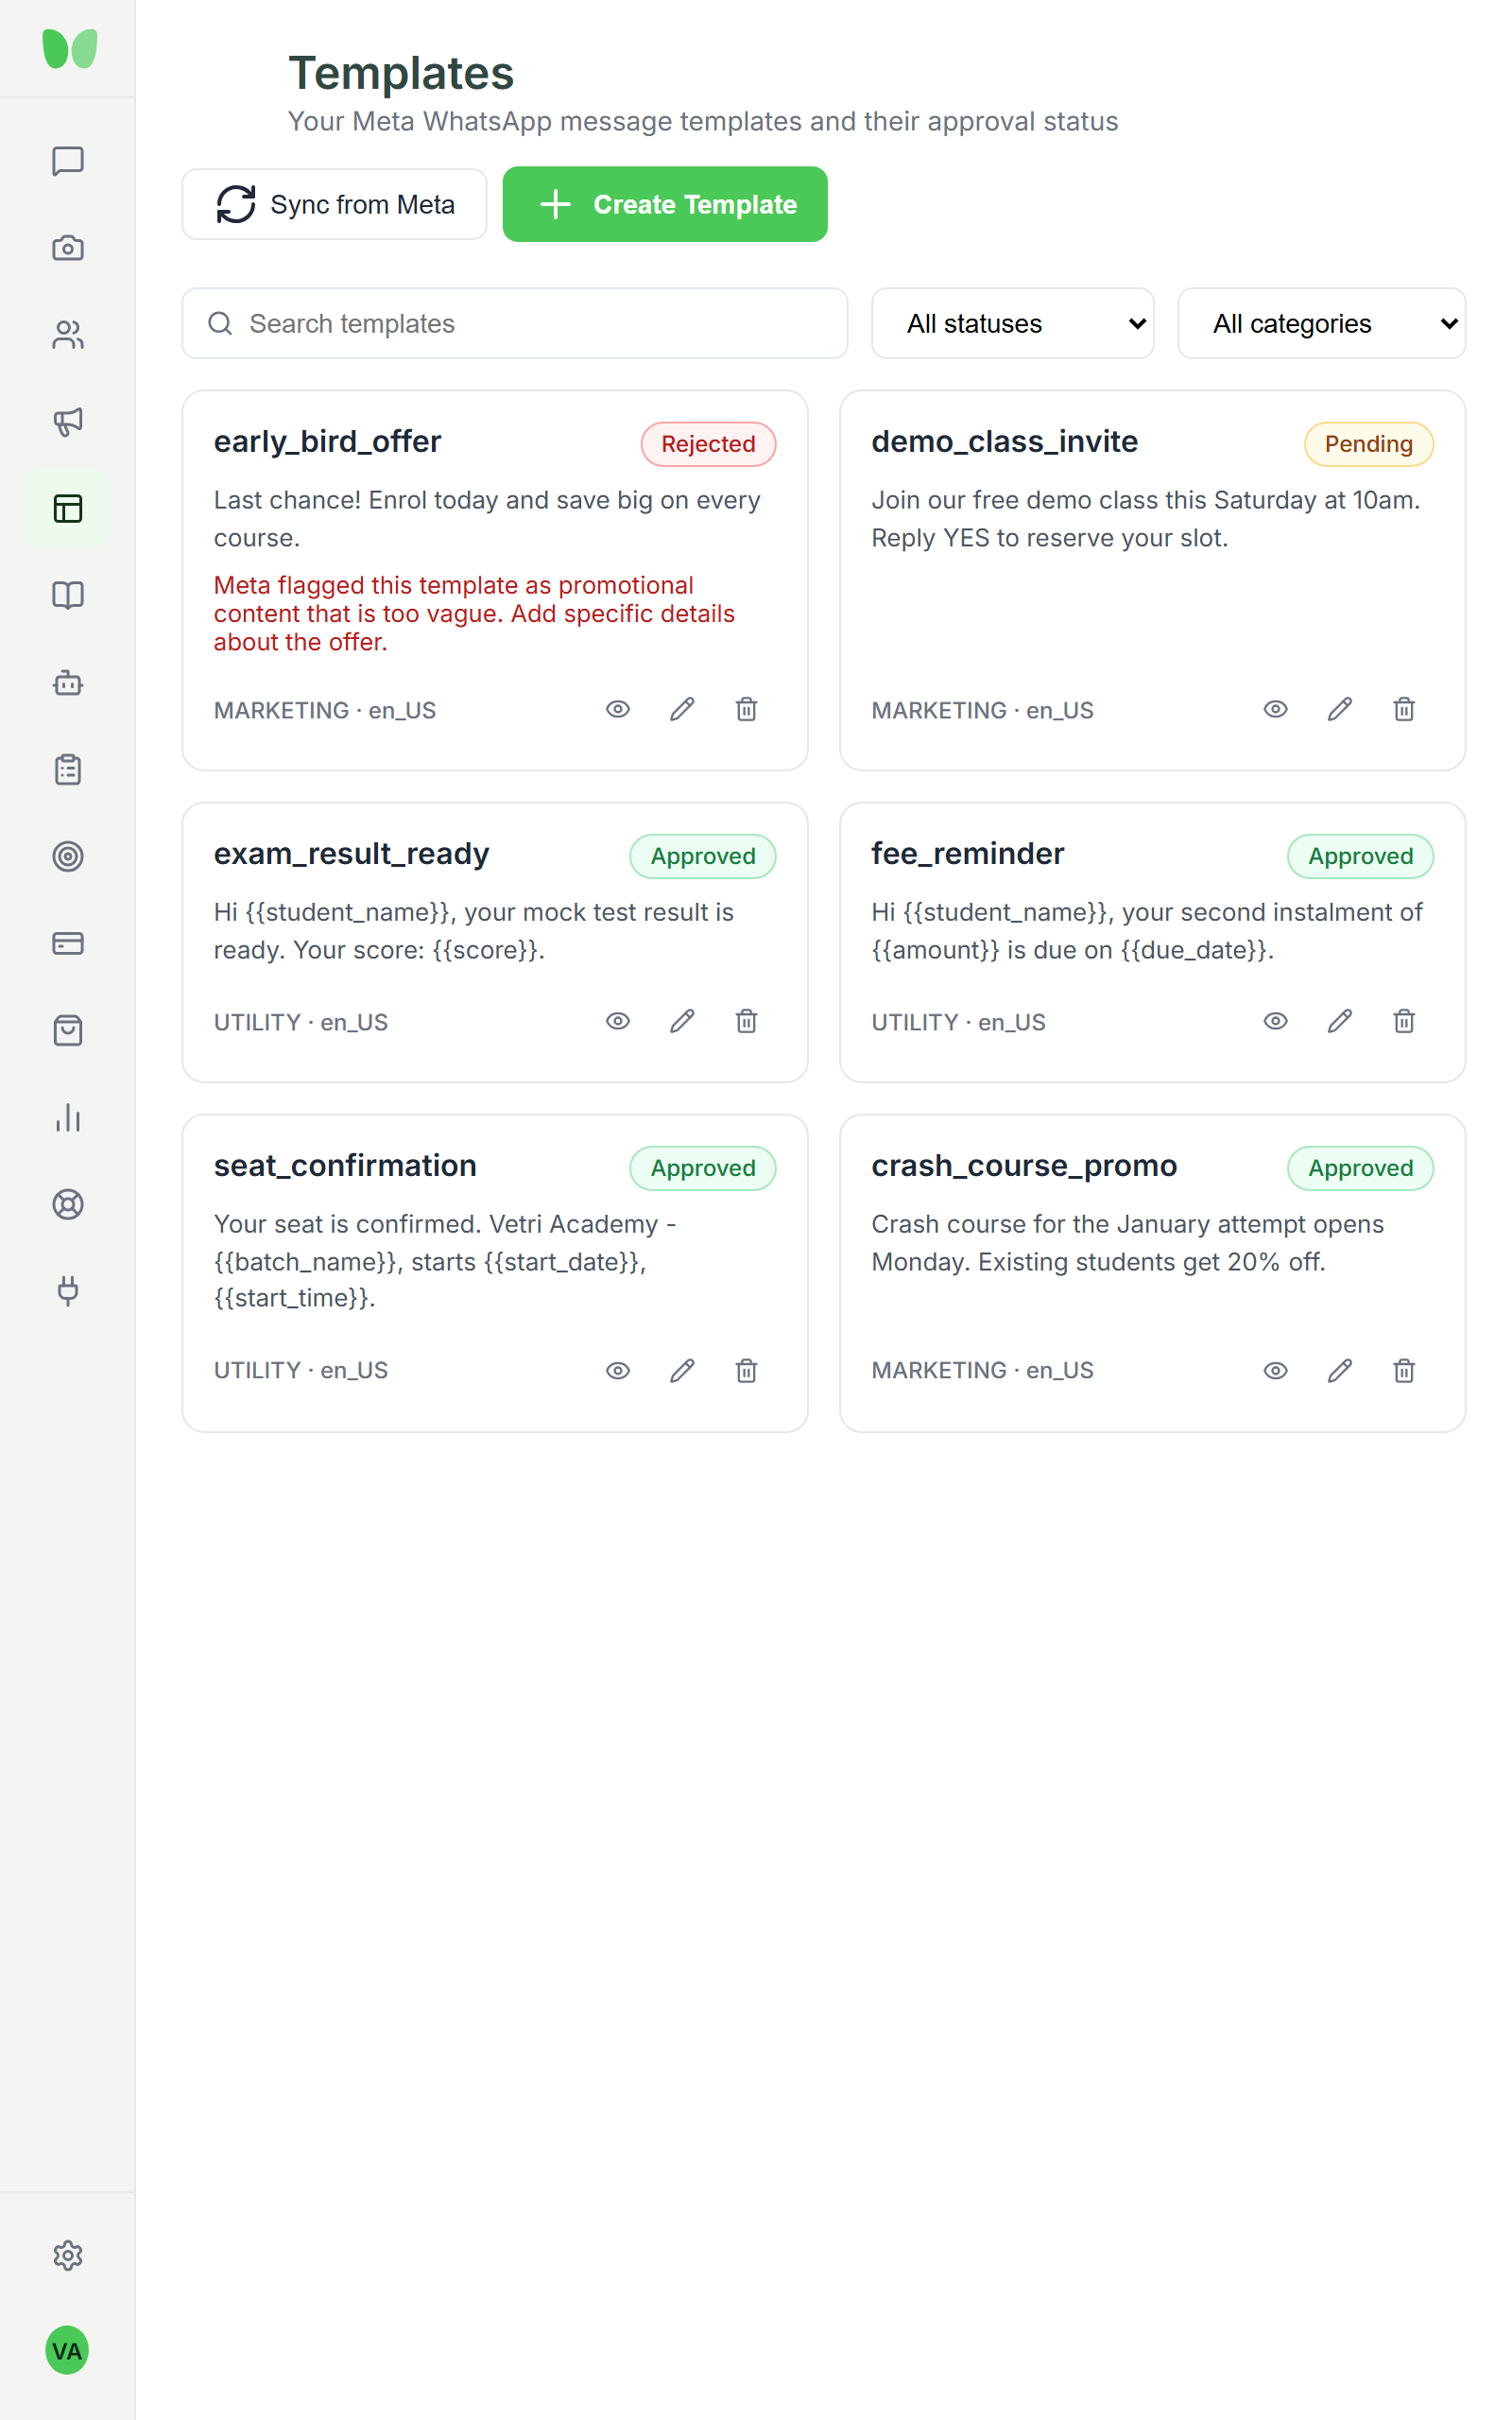 Templates
Your Meta WhatsApp message templates and their approval status
Sync from Meta
Create Template
Search templates
All statuses
All categories
early_bird_offer
Rejected
Last chance! Enrol today and save big on every
course.
Meta flagged this template as promotional
content that is too vague. Add specific details
about the offer.
MARKETING · en_US
demo_class_invite
Pending
Join our free demo class this Saturday at 10am.
Reply YES to reserve your slot.
MARKETING · en_US
exam_result_ready
Approved
Hi {{student_name}}, your mock test result is
ready. Your score: {{score}}.
UTILITY · en_US
fee_reminder
Approved
Hi {{student_name}}, your second instalment of
{{amount}} is due on {{due_date}}.
UTILITY · en_US
seat_confirmation
Approved
Your seat is confirmed. Vetri Academy -
{{batch_name}}, starts {{start_date}},
{{start_time}}.
UTILITY · en_US
crash_course_promo
Approved
Crash course for the January attempt opens
Monday. Existing students get 20% off.
MARKETING · en_US
VA